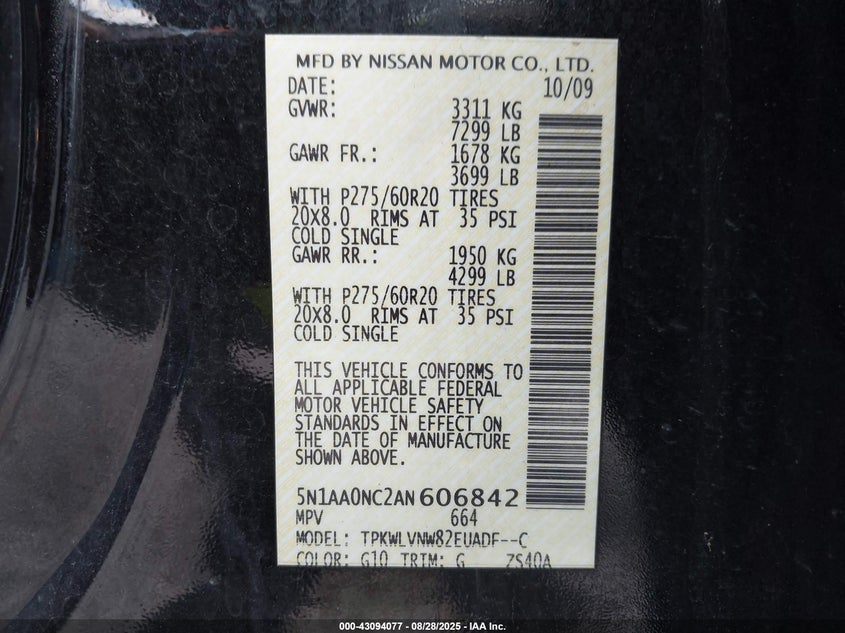 MFD BY NISSAN MOTOR CO., LTD.
DATE: 10/09
GVWR: 3311 KG
7299 LB
GAWR FR.: 1678 KG
3699 LB
WITH P275/60R20 TIRES
20X8.0 RIMS AT 35 PSI
COLD SINGLE
GAWR RR.: 1950 KG
4299 LB
WITH P275/60R20 TIRES
20X8.0 RIMS AT 35 PSI
COLD SINGLE
THIS VEHICLE CONFORMS TO
ALL APPLICABLE FEDERAL
MOTOR VEHICLE SAFETY
STANDARDS IN EFFECT ON
THE DATE OF MANUFACTURE
SHOWN ABOVE.
5N1AA0NC2AN606842
MPV 664
MODEL: TPKWLVNW82EUADF--C
COLOR: G10 TRIM: G ZS40A
000-43094077 - 08/28/2025 - IAA Inc.